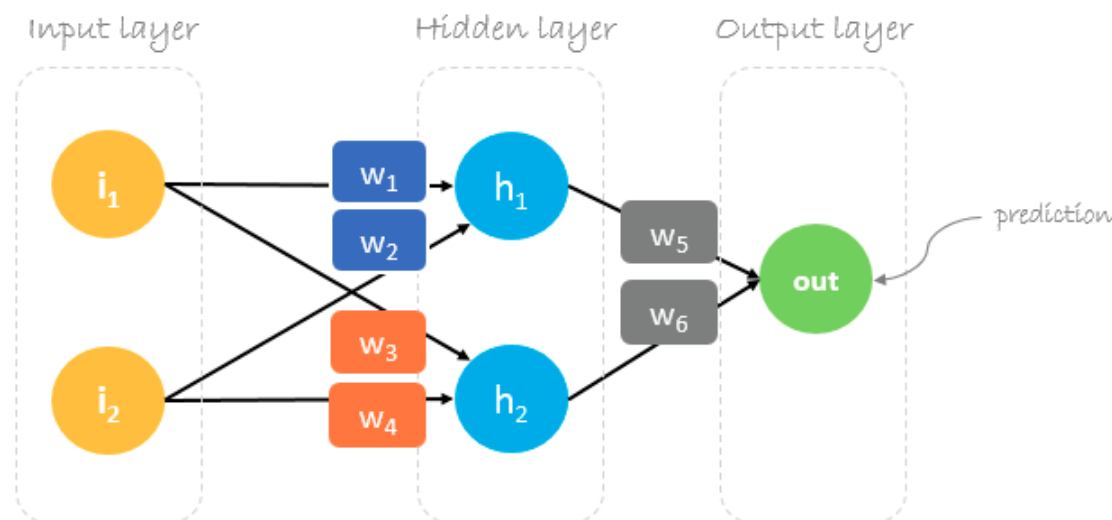 Input layer
Hidden layer
Output layer
i₁
w₁
h₁
w₂
w₅
prediction
out
w₆
w₃
i₂
w₄
h₂